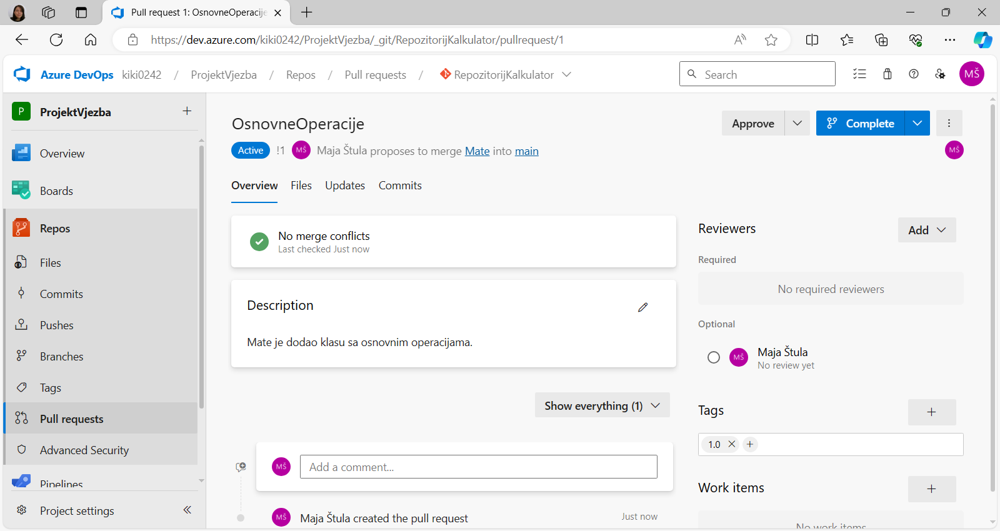 Pull request 1: OsnovneOperacije
https://dev.azure.com/kiki0242/ProjektVjezba/_git/RepozitorijKalkulator/pullrequest/1
Azure DevOps kiki0242 / ProjektVjezba / Repos / Pull requests / RepozitorijKalkulator
Search
MŠ
P ProjektVjezba
Overview
Boards
Repos
Files
Commits
Pushes
Branches
Tags
Pull requests
Advanced Security
Pipelines
Project settings
OsnovneOperacije
Approve
Complete
Active !1 MŠ Maja Štula proposes to merge Mate into main
MŠ
Overview Files Updates Commits
No merge conflicts
Last checked Just now
Description
Mate je dodao klasu sa osnovnim operacijama.
Show everything (1)
MŠ Add a comment...
MŠ Maja Štula created the pull request Just now
Reviewers
Add
Required
No required reviewers
Optional
MŠ Maja Štula
No review yet
Tags
1.0
Work items
No work items